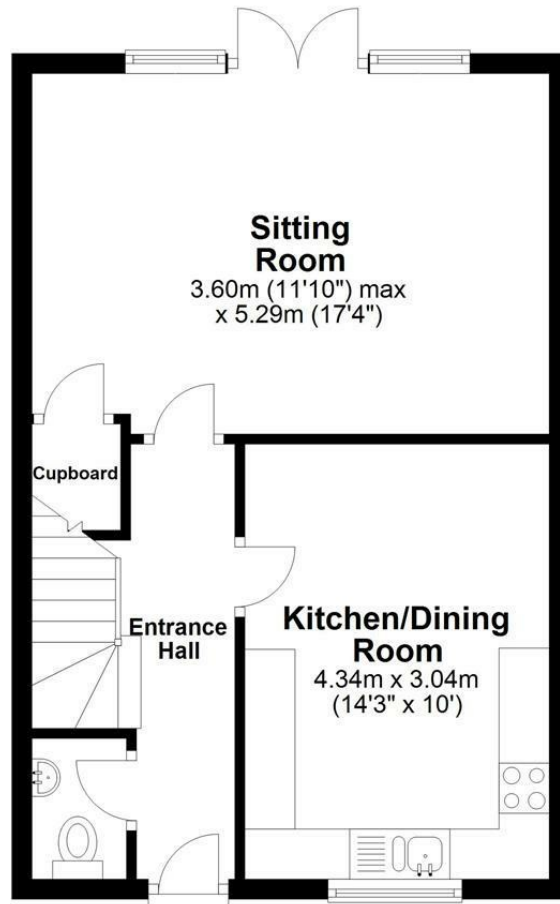 Sitting
Room
3.60m (11'10") max
x 5.29m (17'4")
Cupboard
Entrance
Hall
Kitchen/Dining
Room
4.34m x 3.04m
(14'3" x 10')